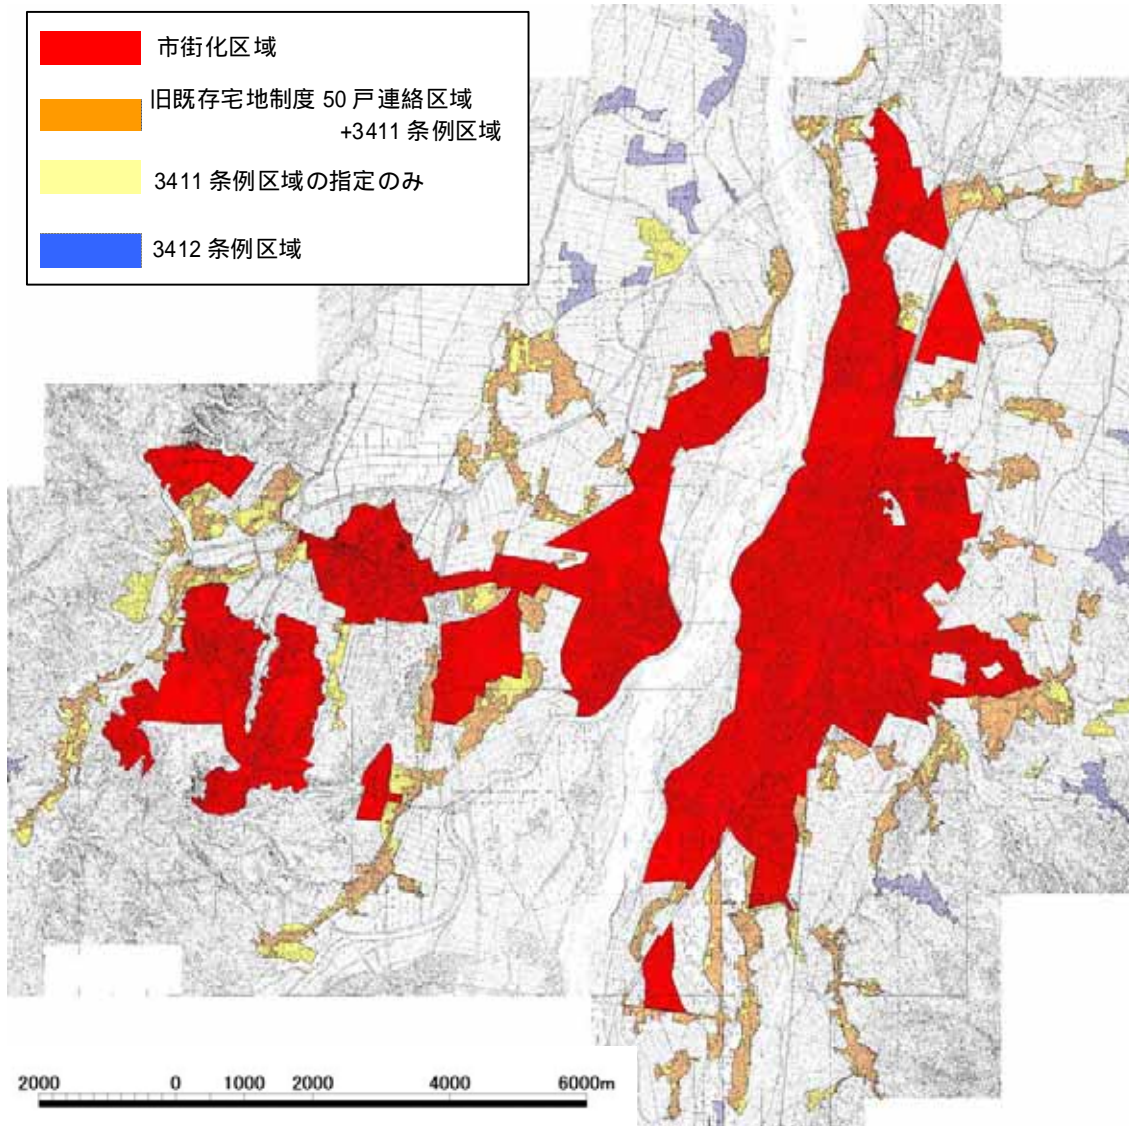 市街化区域
旧既存宅地制度 50 戸連絡区域
+3411 条例区域
3411 条例区域の指定のみ
3412 条例区域
2000 0 1000 2000 4000 6000m